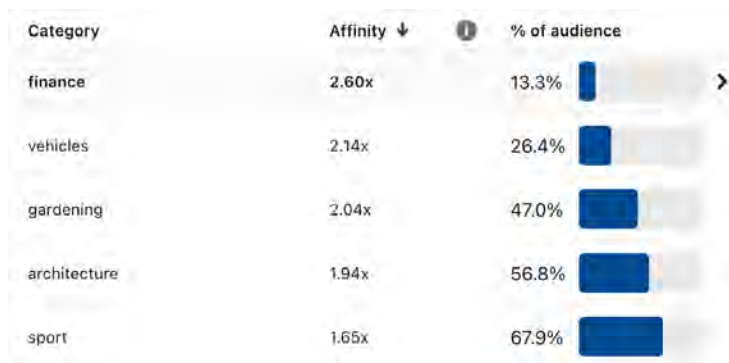 Category Affinity ↓ i % of audience
finance 2.60x 13.3% >
vehicles 2.14x 26.4%
gardening 2.04x 47.0%
architecture 1.94x 56.8%
sport 1.65x 67.9%